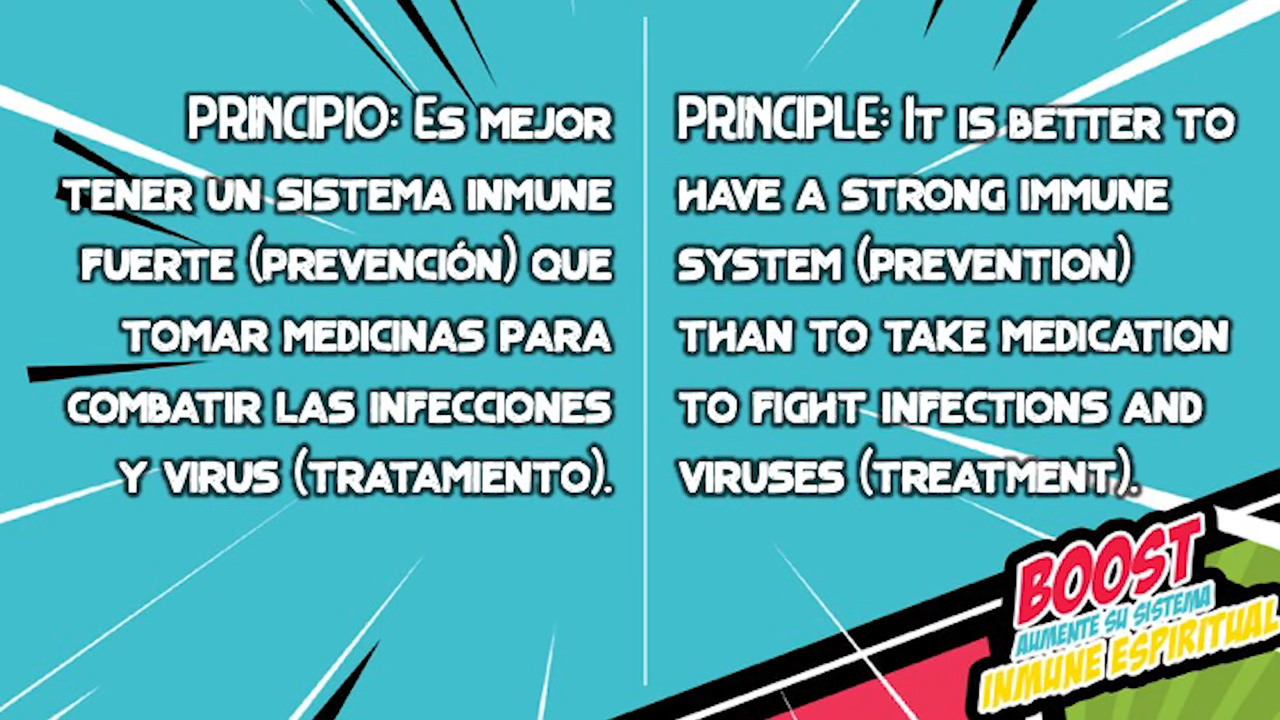 PRINCIPIO: Es mejor
tener un sistema inmune
fuerte (prevención) que
tomar medicinas para
combatir las infecciones
y virus (tratamiento).
PRINCIPLE: It is better to
have a strong immune
system (prevention)
than to take medication
to fight infections and
viruses (treatment).
BOOST
AUMENTE SU SISTEMA
INMUNE ESPIRITUAL